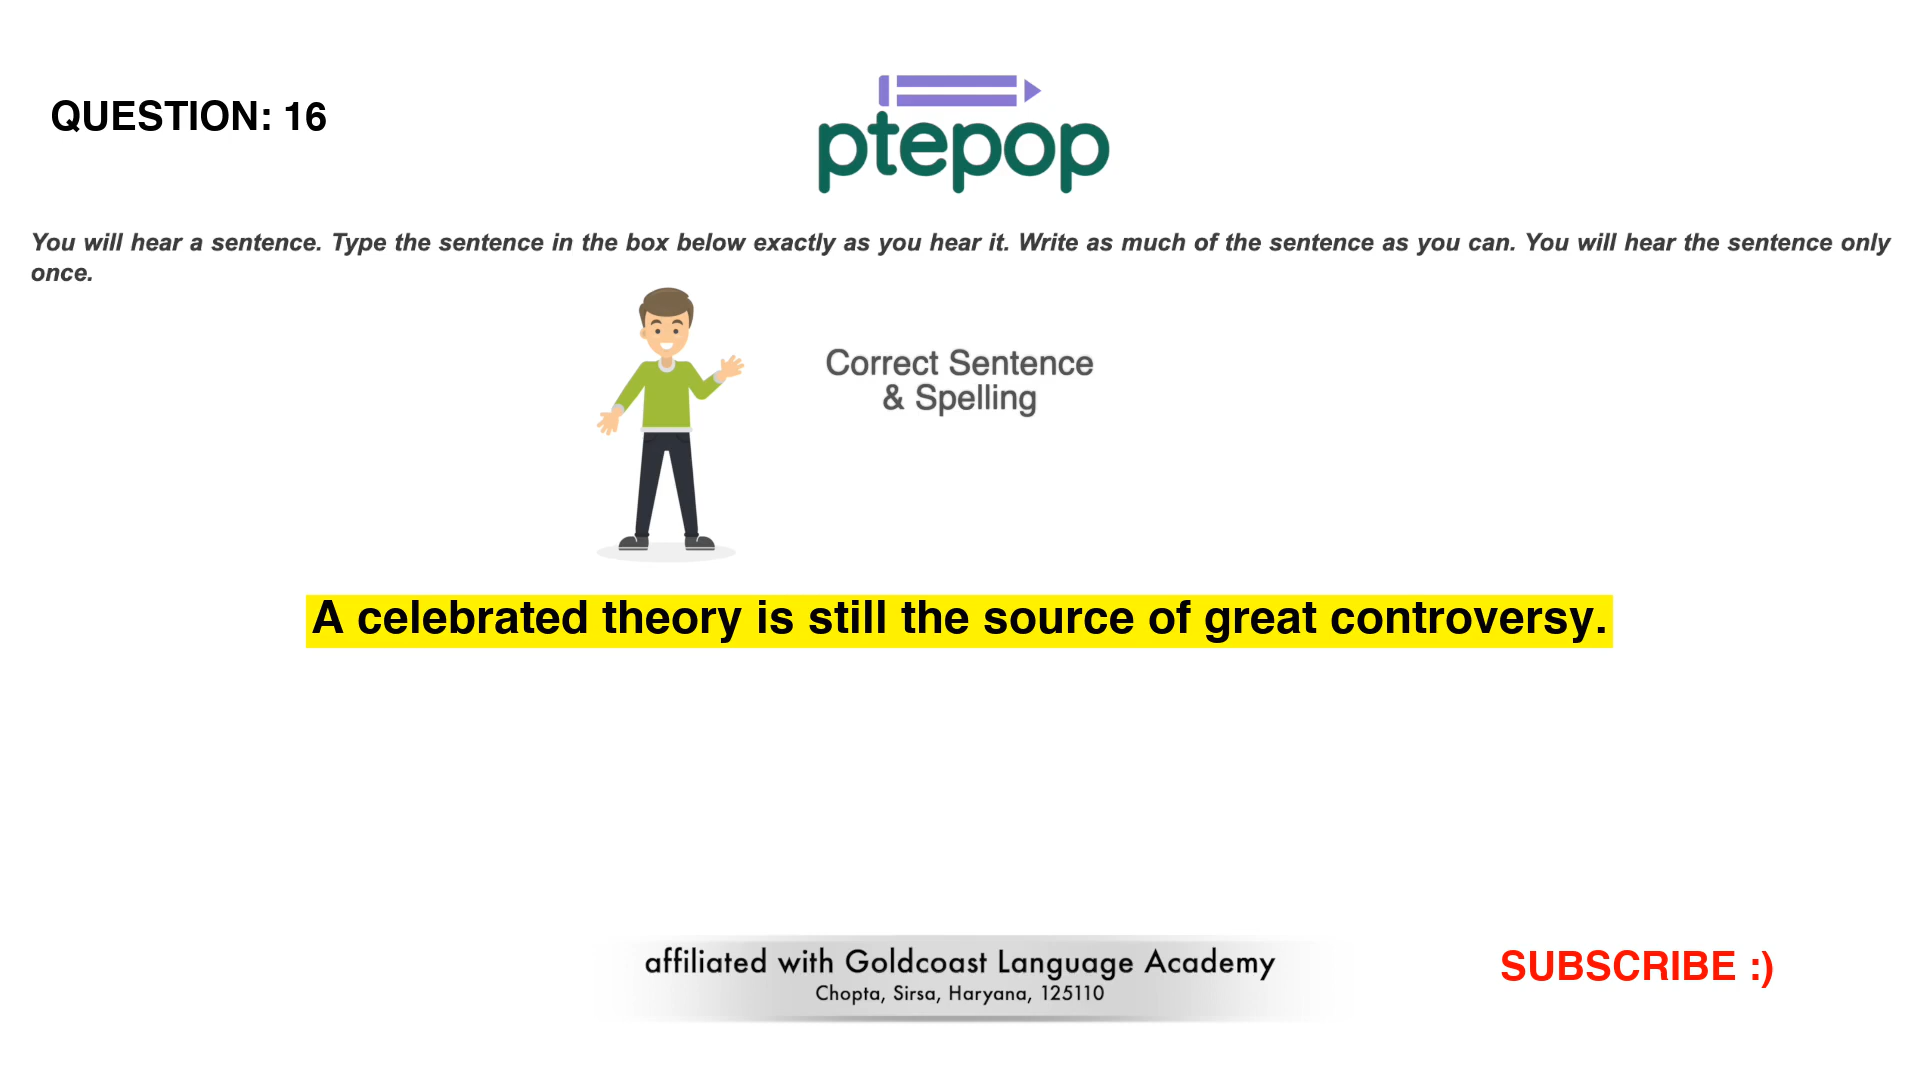 QUESTION: 16
ptepop
You will hear a sentence. Type the sentence in the box below exactly as you hear it. Write as much of the sentence as you can. You will hear the sentence only
once.
Correct Sentence
& Spelling
A celebrated theory is still the source of great controversy.
affiliated with Goldcoast Language Academy
Chopta, Sirsa, Haryana, 125110
SUBSCRIBE :)